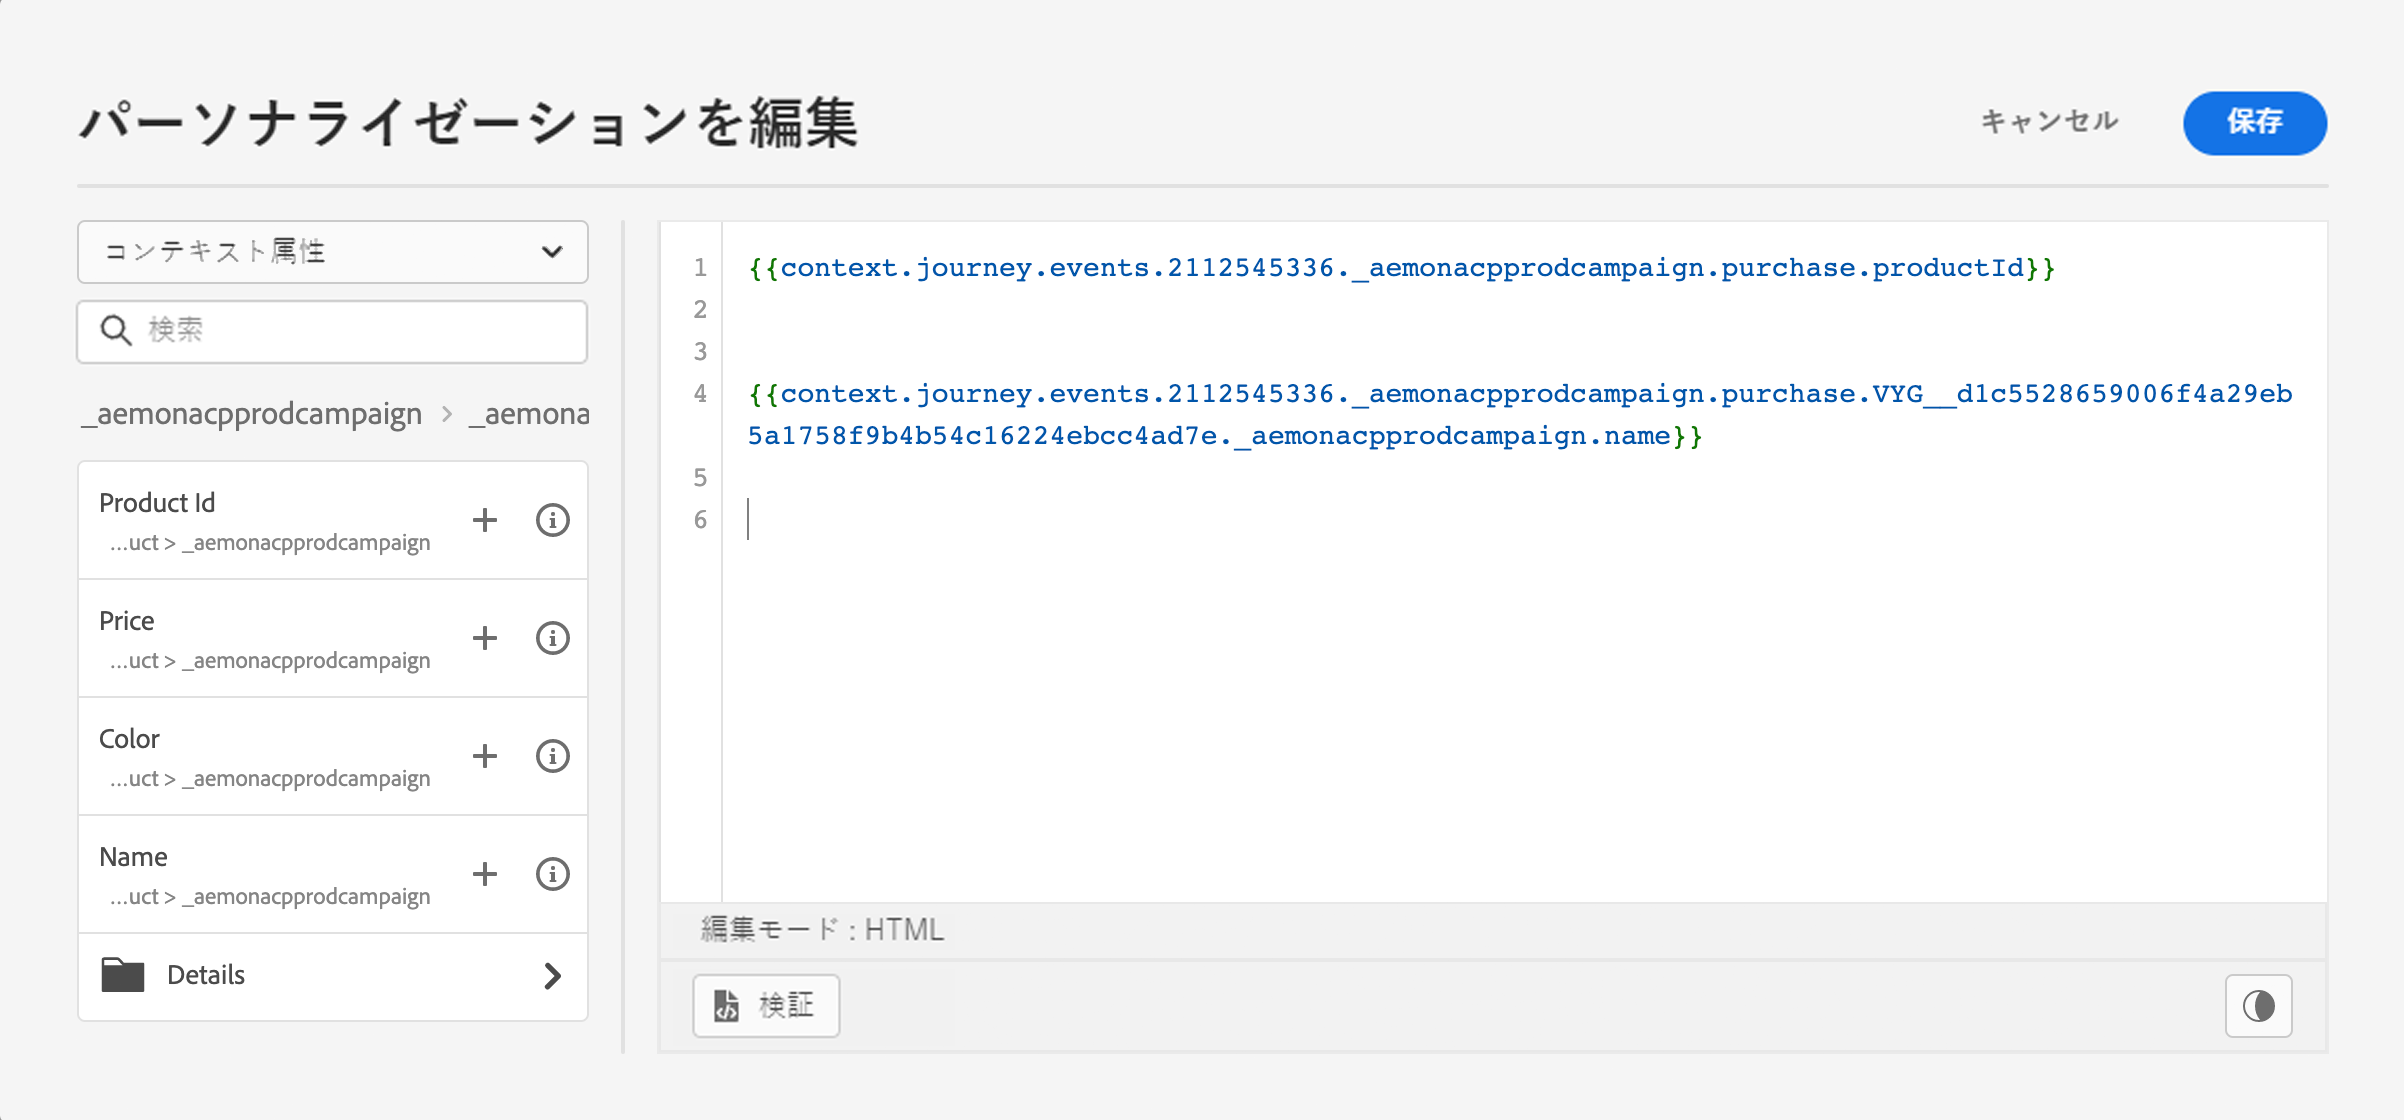 パーソナライゼーションを編集
キャンセル
保存
コンテキスト属性
検索
_aemonacpprodcampaign > _aemona
Product Id
...uct > _aemonacpprodcampaign
Price
...uct > _aemonacpprodcampaign
Color
...uct > _aemonacpprodcampaign
Name
...uct > _aemonacpprodcampaign
Details
1 {{context.journey.events.2112545336._aemonacpprodcampaign.purchase.productId}}
2
3
4 {{context.journey.events.2112545336._aemonacpprodcampaign.purchase.VYG__d1c5528659006f4a29eb
5a1758f9b4b54c16224ebcc4ad7e._aemonacpprodcampaign.name}}
5
6
編集モード : HTML
検証